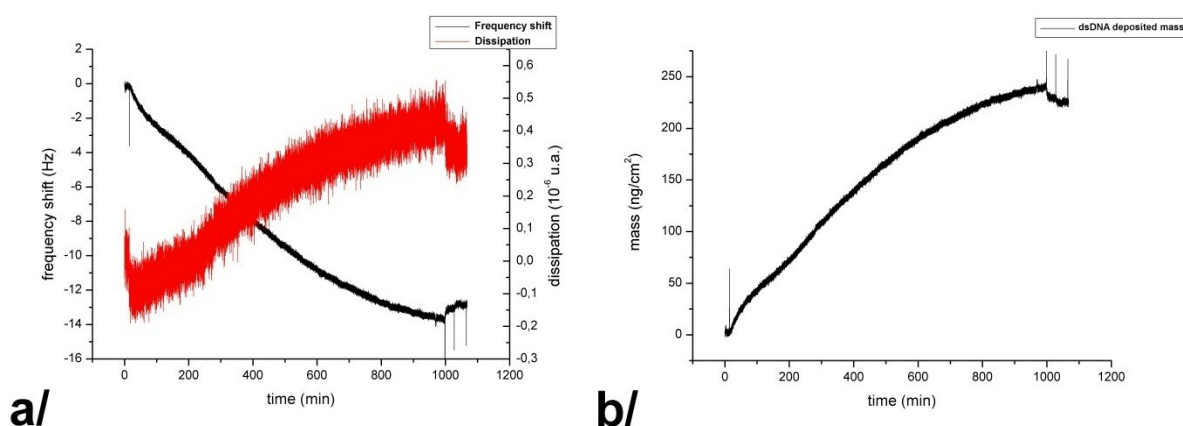 Frequency shift
Dissipation
2
0
-2
-4
-6
-8
-10
-12
-14
-16
frequency shift (Hz)
0,6
0,5
0,4
0,3
0,2
0,1
0,0
-0,1
-0,2
-0,3
dissipation (10⁻⁶ u.a.)
0 200 400 600 800 1000 1200
time (min)
a/
dsDNA deposited mass
250
200
150
100
50
0
mass (ng/cm²)
0 200 400 600 800 1000 1200
time (min)
b/